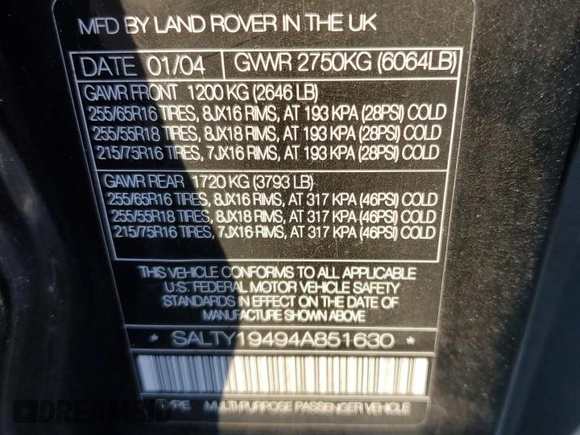 MFD BY LAND ROVER IN THE UK
DATE 01/04 GVWR 2750KG (6064LB)
GAWR FRONT 1200 KG (2646 LB)
255/65R16 TIRES, 8JX16 RIMS, AT 193 KPA (28PSI) COLD
255/55R18 TIRES, 8JX18 RIMS, AT 193 KPA (28PSI) COLD
215/75R16 TIRES, 7JX16 RIMS, AT 193 KPA (28PSI) COLD
GAWR REAR 1720 KG (3793 LB)
255/65R16 TIRES, 8JX16 RIMS, AT 317 KPA (46PSI) COLD
255/55R18 TIRES, 8JX18 RIMS, AT 317 KPA (46PSI) COLD
215/75R16 TIRES, 7JX16 RIMS, AT 317 KPA (46PSI) COLD
THIS VEHICLE CONFORMS TO ALL APPLICABLE
U.S. FEDERAL MOTOR VEHICLE SAFETY
STANDARDS IN EFFECT ON THE DATE OF
MANUFACTURE SHOWN ABOVE
* SALTY19494A851630 *
TYPE MULTI-PURPOSE PASSENGER VEHICLE
DREAMBID